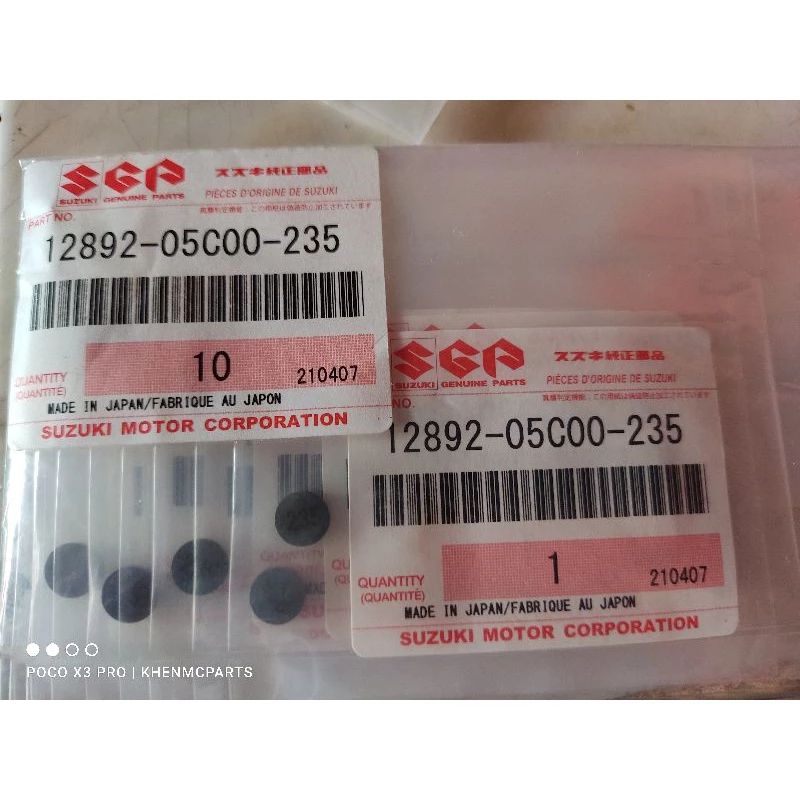 SGP スズキ純正部品
SUZUKI GENUINE PARTS PIÈCES D'ORIGINE DE SUZUKI
PART NO.
12892-05C00-235
10 210407
QUANTITY
(QUANTITÉ)
MADE IN JAPAN/FABRIQUE AU JAPON
SUZUKI MOTOR CORPORATION
SGP スズキ純正部品
SUZUKI GENUINE PARTS PIÈCES D'ORIGINE DE SUZUKI
NO.
12892-05C00-235
1 210407
QUANTITY
(QUANTITÉ)
MADE IN JAPAN/FABRIQUE AU JAPON
SUZUKI MOTOR CORPORATION
235
POCO X3 PRO | KHENMCPARTS